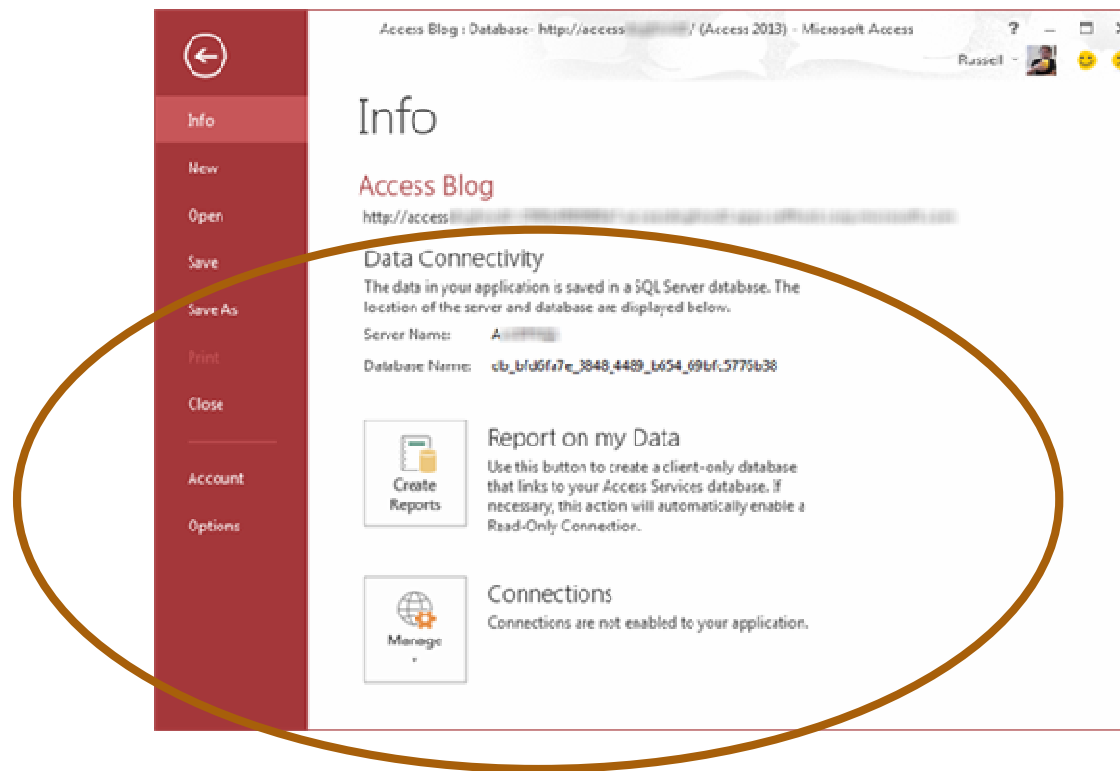 Access Blog : Database- http://access / (Access 2013) - Microsoft Access
?
Russell
Info
New
Open
Save
Save As
Print
Close
Account
Options
Info
Access Blog
http://access
Data Connectivity
The data in your application is saved in a SQL Server database. The
location of the server and database are displayed below.
Server Name: A
Database Name:
Create
Reports
Report on my Data
Use this button to create a client-only database
that links to your Access Services database. If
necessary, this action will automatically enable a
Read-Only Connection.
Manage
Connections
Connections are not enabled to your application.